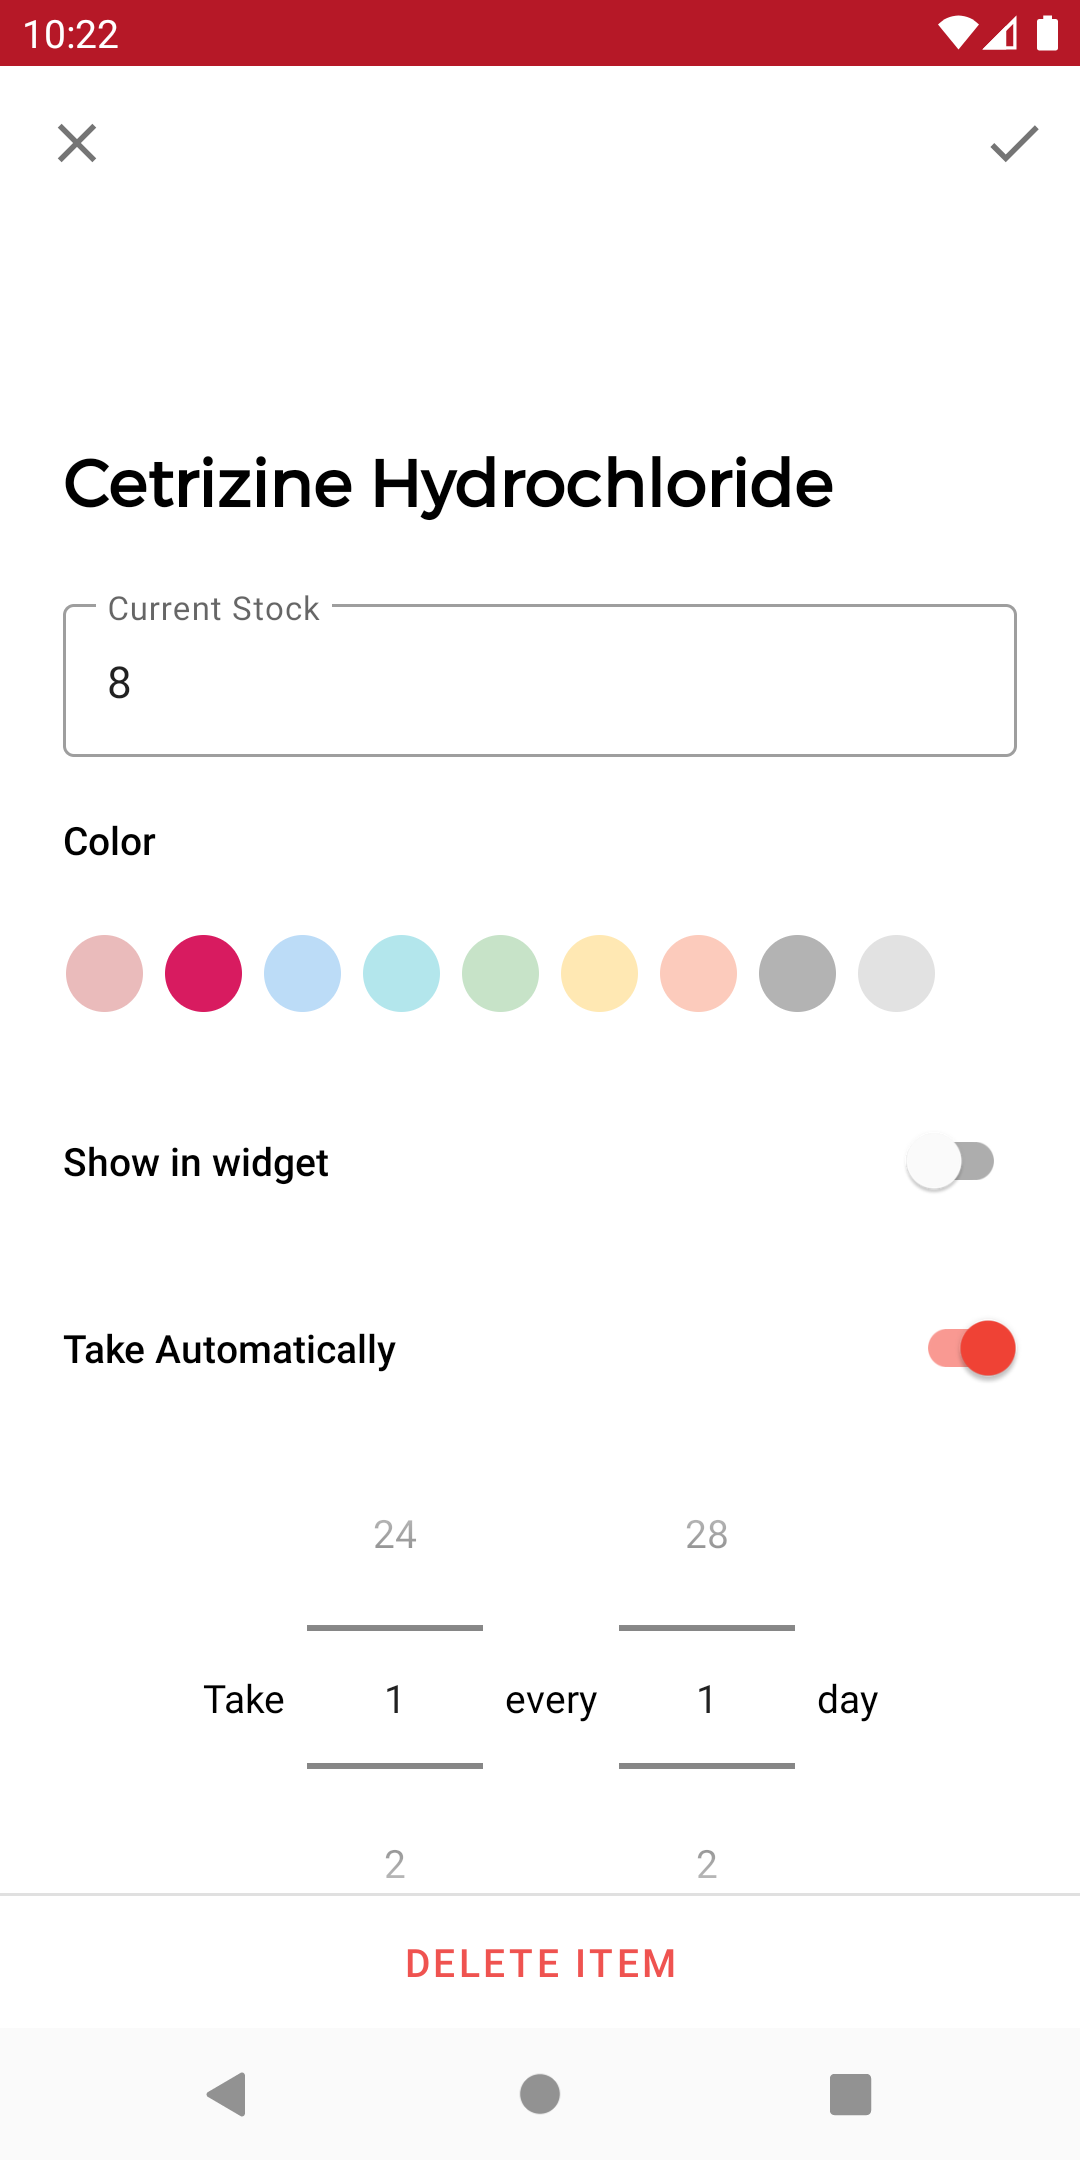 10:22
Cetrizine Hydrochloride
Current Stock
8
Color
Show in widget
Take Automatically
24 28
Take 1 every 1 day
2 2
DELETE ITEM